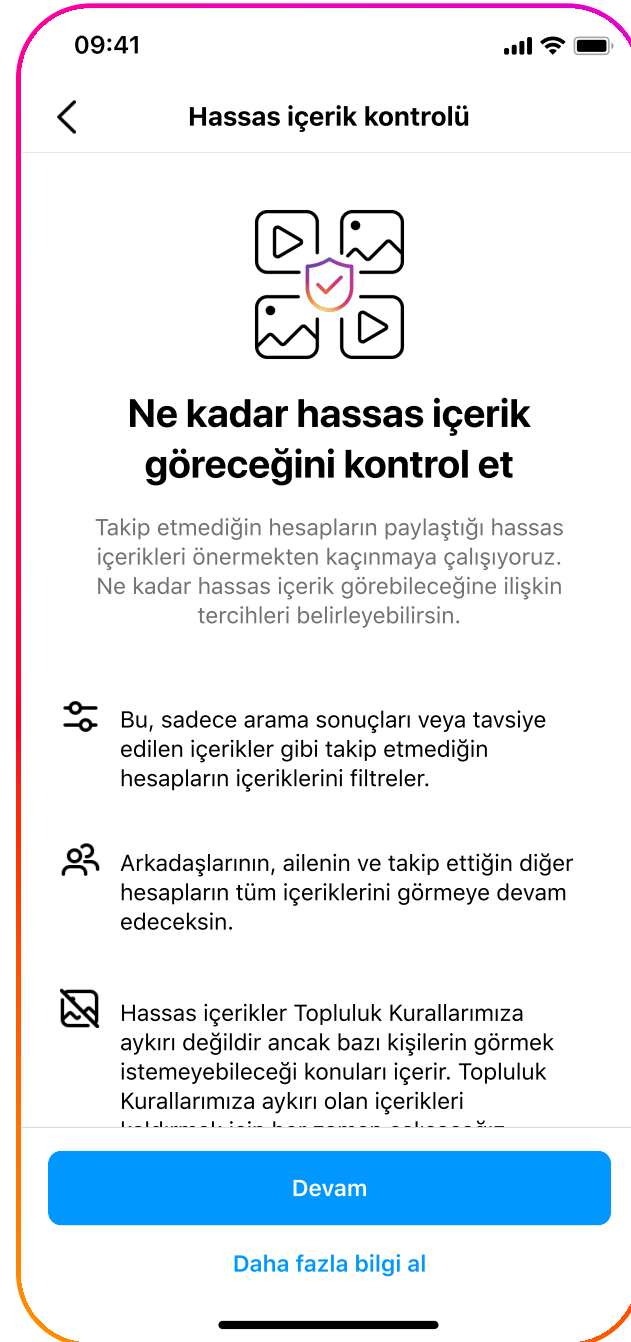 09:41
Hassas içerik kontrolü
Ne kadar hassas içerik
göreceğini kontrol et
Takip etmediğin hesapların paylaştığı hassas
içerikleri önermekten kaçınmaya çalışıyoruz.
Ne kadar hassas içerik görebileceğine ilişkin
tercihleri belirleyebilirsin.
Bu, sadece arama sonuçları veya tavsiye
edilen içerikler gibi takip etmediğin
hesapların içeriklerini filtreler.
Arkadaşlarının, ailenin ve takip ettiğin diğer
hesapların tüm içeriklerini görmeye devam
edeceksin.
Hassas içerikler Topluluk Kurallarımıza
aykırı değildir ancak bazı kişilerin görmek
istemeyebileceği konuları içerir. Topluluk
Kurallarımıza aykırı olan içerikleri
Devam
Daha fazla bilgi al